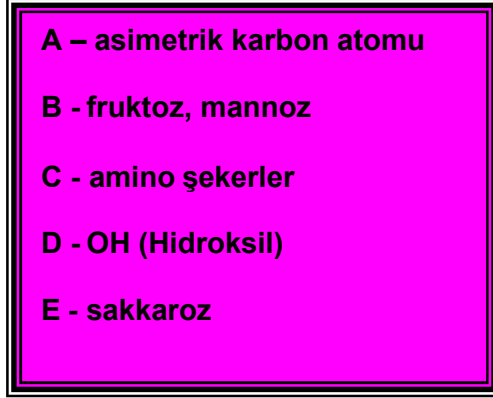 A – asimetrik karbon atomu
B - fruktoz, mannoz
C - amino şekerler
D - OH (Hidroksil)
E - sakkaroz